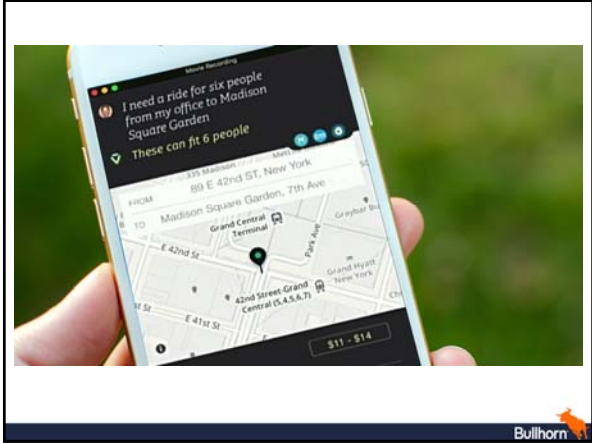 Movie Recording
I need a ride for six people
from my office to Madison
Square Garden
These can fit 6 people
335 Madison
FROM 89 E 42nd ST, New York
TO Madison Square Garden, 7th Ave
Grand Central
Terminal
Graybar
E 42nd St
Park Ave
Grand Hyatt
New York
42nd Street-Grand
Central (S,4,5,6,7)
E 41st St
$11 - $14
Bullhorn